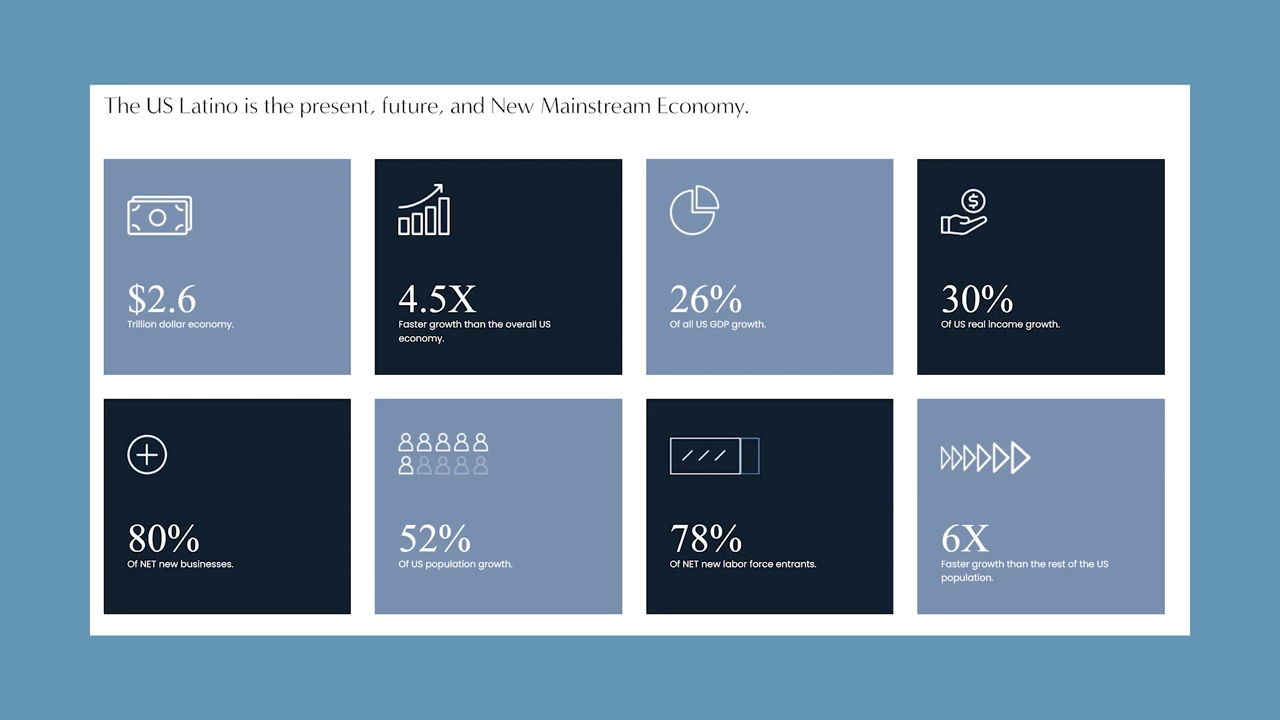 The US Latino is the present, future, and New Mainstream Economy.
$2.6
Trillion dollar economy.
4.5X
Faster growth than the overall US
economy.
26%
Of all US GDP growth.
$
30%
Of US real income growth.
80%
Of NET new businesses.
52%
Of US population growth.
78%
Of NET new labor force entrants.
6X
Faster growth than the rest of the US
population.